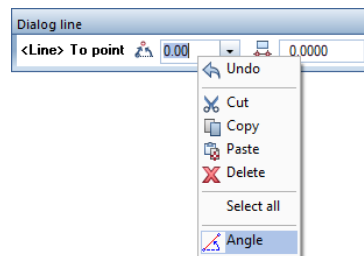 Dialog line
<Line> To point 0.00 0.0000
Undo
Cut
Copy
Paste
Delete
Select all
Angle